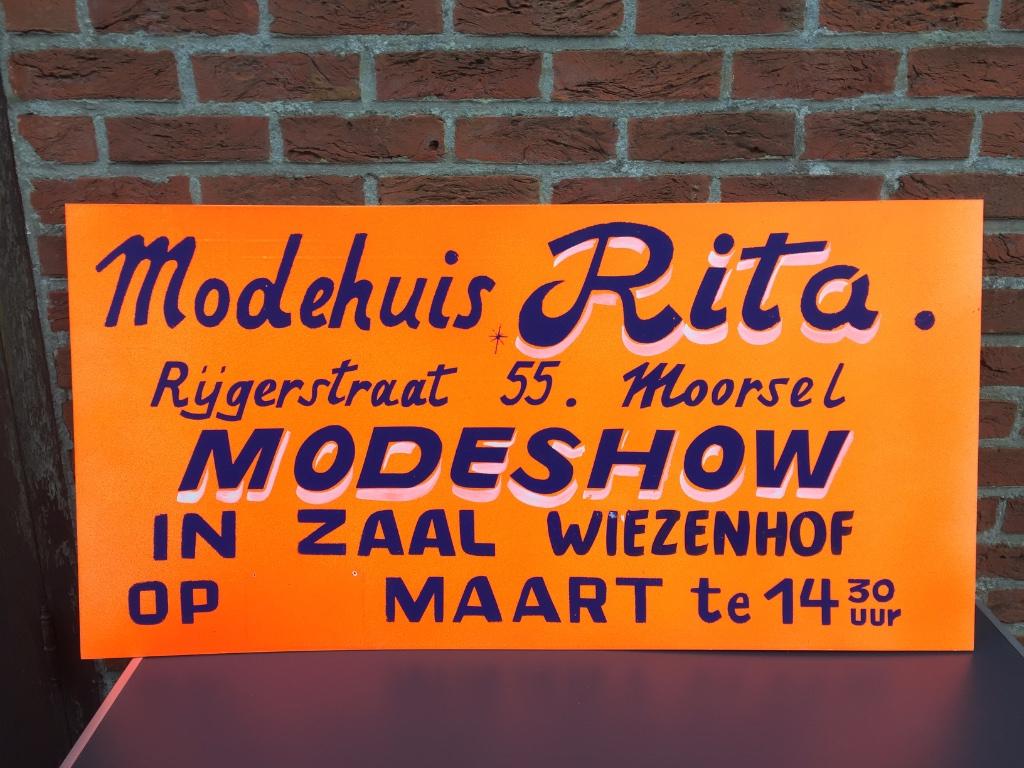 Modehuis Rita.
Rijgerstraat 55. Moorsel
MODESHOW
IN ZAAL WIEZENHOF
OP MAART te 14 30 uur